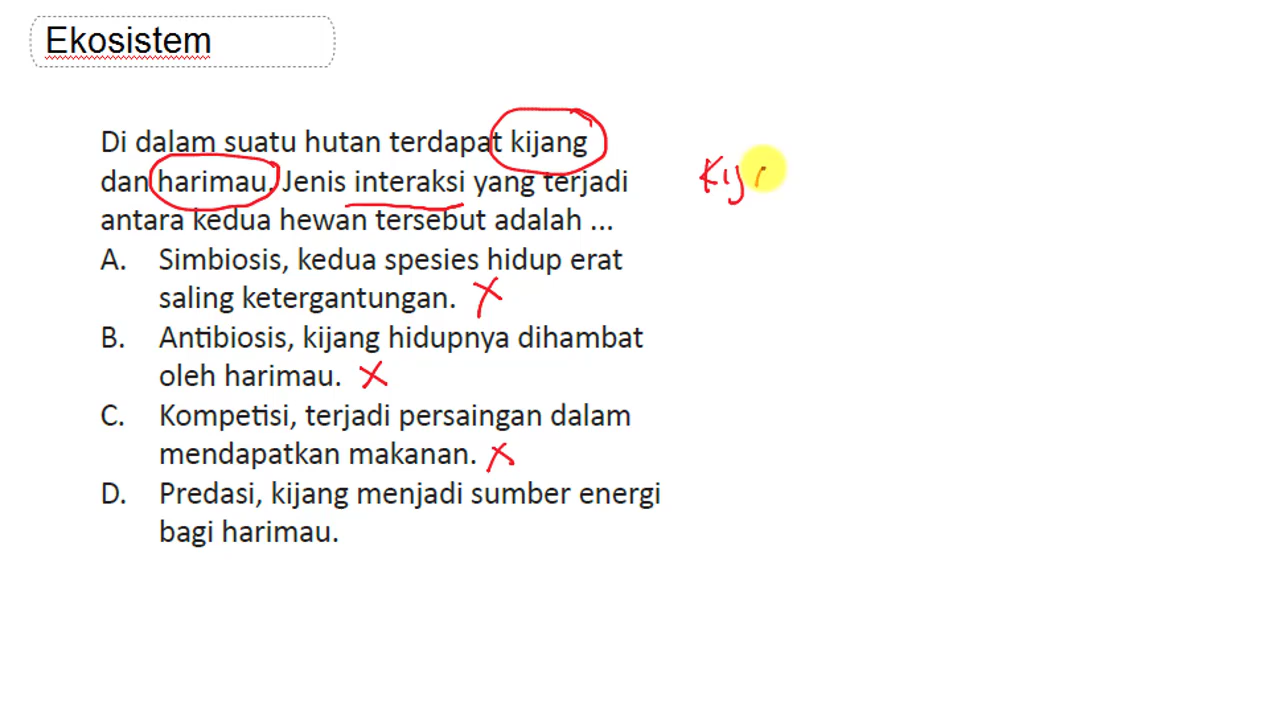 Ekosistem
Di dalam suatu hutan terdapat kijang
dan harimau. Jenis interaksi yang terjadi
antara kedua hewan tersebut adalah ...
A. Simbiosis, kedua spesies hidup erat
saling ketergantungan.
B. Antibiosis, kijang hidupnya dihambat
oleh harimau.
C. Kompetisi, terjadi persaingan dalam
mendapatkan makanan.
D. Predasi, kijang menjadi sumber energi
bagi harimau.